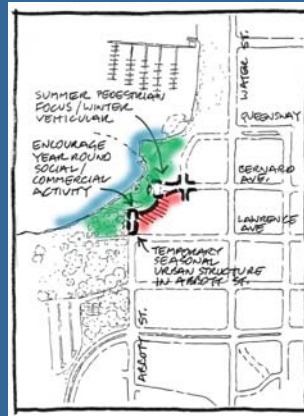 WATER ST.
SUMMER PEDESTRIAN
FOCUS/WINTER
VEHICULAR
QUEENSWAY
ENCOURAGE
YEAR ROUND
SOCIAL/
COMMERCIAL
ACTIVITY
BERNARD
AVE.
LAWRENCE
AVE
TEMPORARY
SEASONAL
URBAN STRUCTURE
IN ABBOTT ST.
ABBOTT ST.